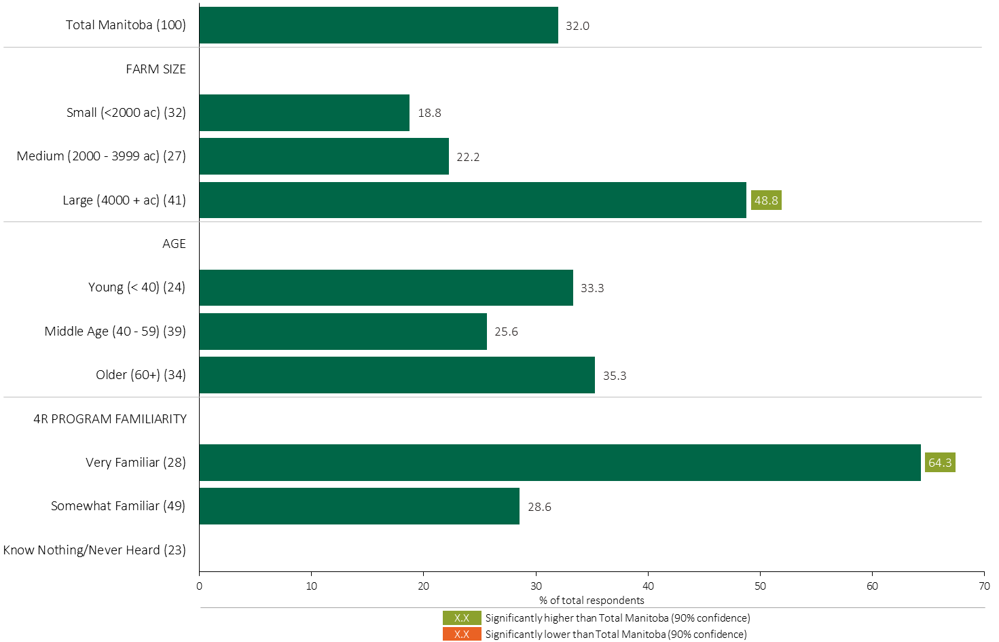 Total Manitoba (100) 32.0
FARM SIZE
Small (<2000 ac) (32) 18.8
Medium (2000 - 3999 ac) (27) 22.2
Large (4000 + ac) (41) 48.8
AGE
Young (< 40) (24) 33.3
Middle Age (40 - 59) (39) 25.6
Older (60+) (34) 35.3
4R PROGRAM FAMILIARITY
Very Familiar (28) 64.3
Somewhat Familiar (49) 28.6
Know Nothing/Never Heard (23)
0 10 20 30 40 50 60 70
% of total respondents
X.X Significantly higher than Total Manitoba (90% confidence)
X.X Significantly lower than Total Manitoba (90% confidence)